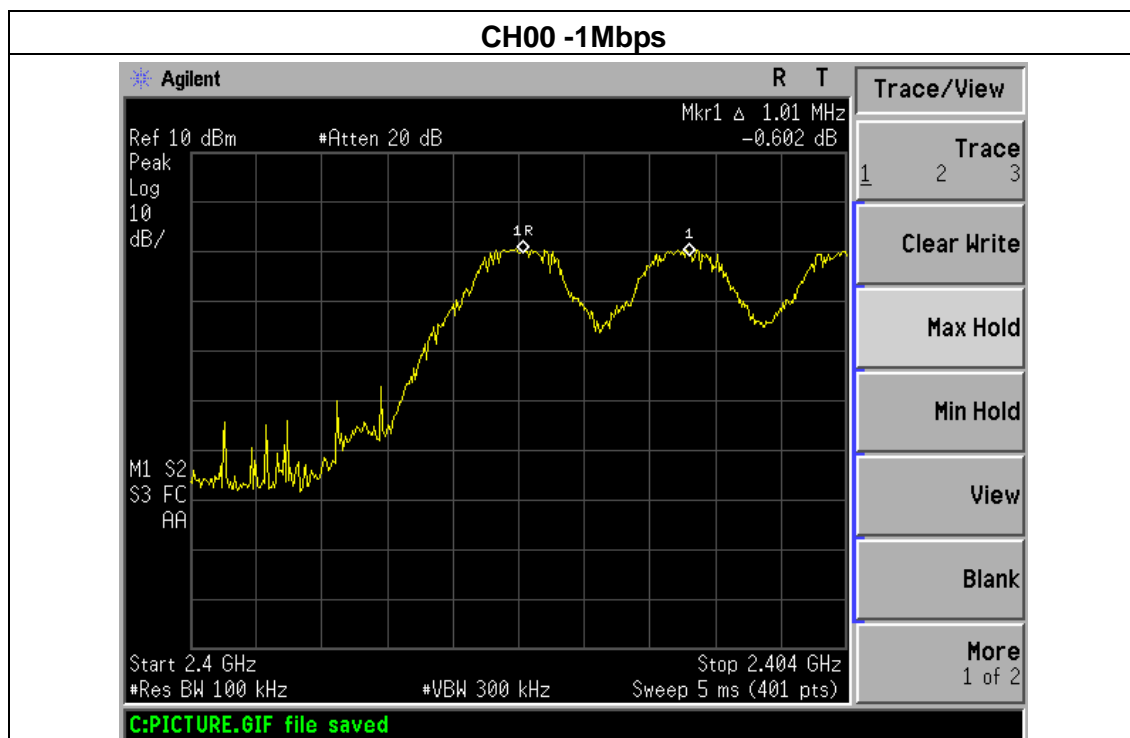 CH00 -1Mbps
Agilent R T
Mkr1 Δ 1.01 MHz
Ref 10 dBm #Atten 20 dB -0.602 dB
Peak
Log
10
dB/
1R
1
M1 S2
S3 FC
AA
Start 2.4 GHz Stop 2.404 GHz
#Res BW 100 kHz #VBW 300 kHz Sweep 5 ms (401 pts)
C:PICTURE.GIF file saved
Trace/View
Trace
1 2 3
Clear Write
Max Hold
Min Hold
View
Blank
More
1 of 2